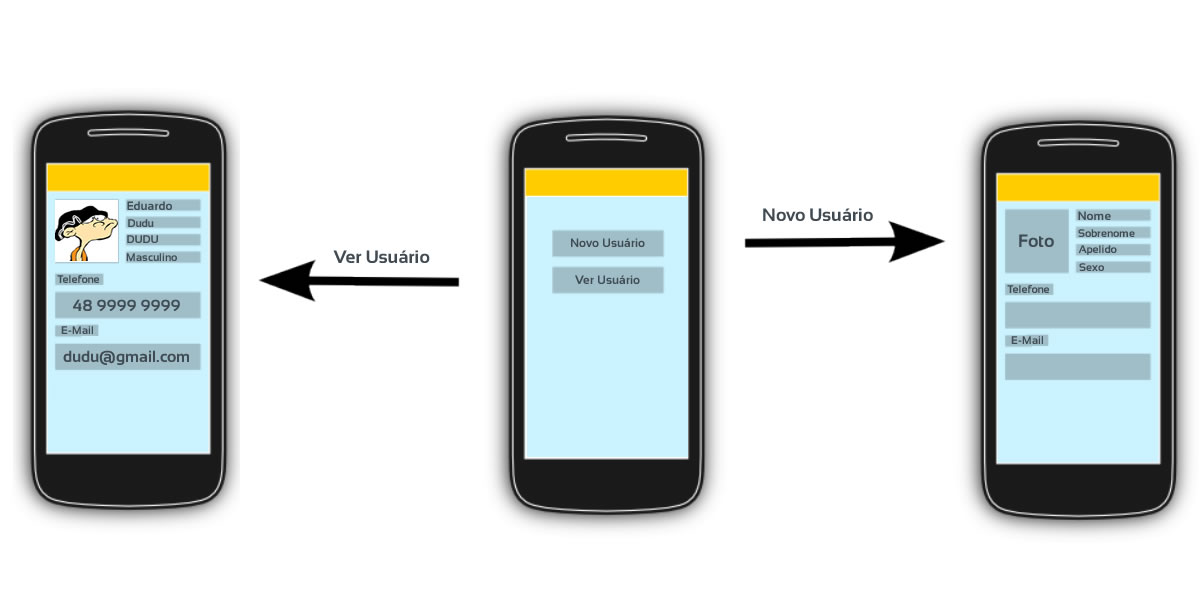 Eduardo
Dudu
DUDU
Masculino
Telefone
48 9999 9999
E-Mail
dudu@gmail.com
Ver Usuário
Novo Usuário
Ver Usuário
Novo Usuário
Foto
Nome
Sobrenome
Apelido
Sexo
Telefone
E-Mail